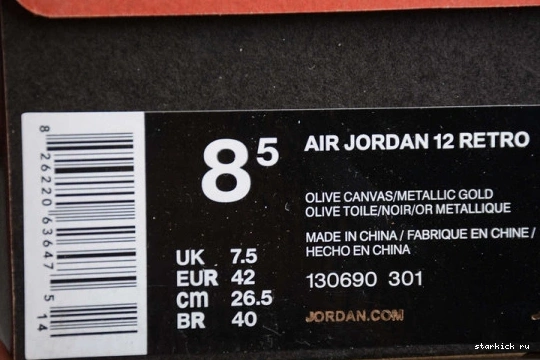 8 26220 63647 5 14
8 5
AIR JORDAN 12 RETRO
OLIVE CANVAS/METALLIC GOLD
OLIVE TOILE/NOIR/OR METALLIQUE
MADE IN CHINA / FABRIQUE EN CHINE /
HECHO EN CHINA
130690 301
JORDAN.COM
UK 7.5
EUR 42
cm 26.5
BR 40
starkick ru